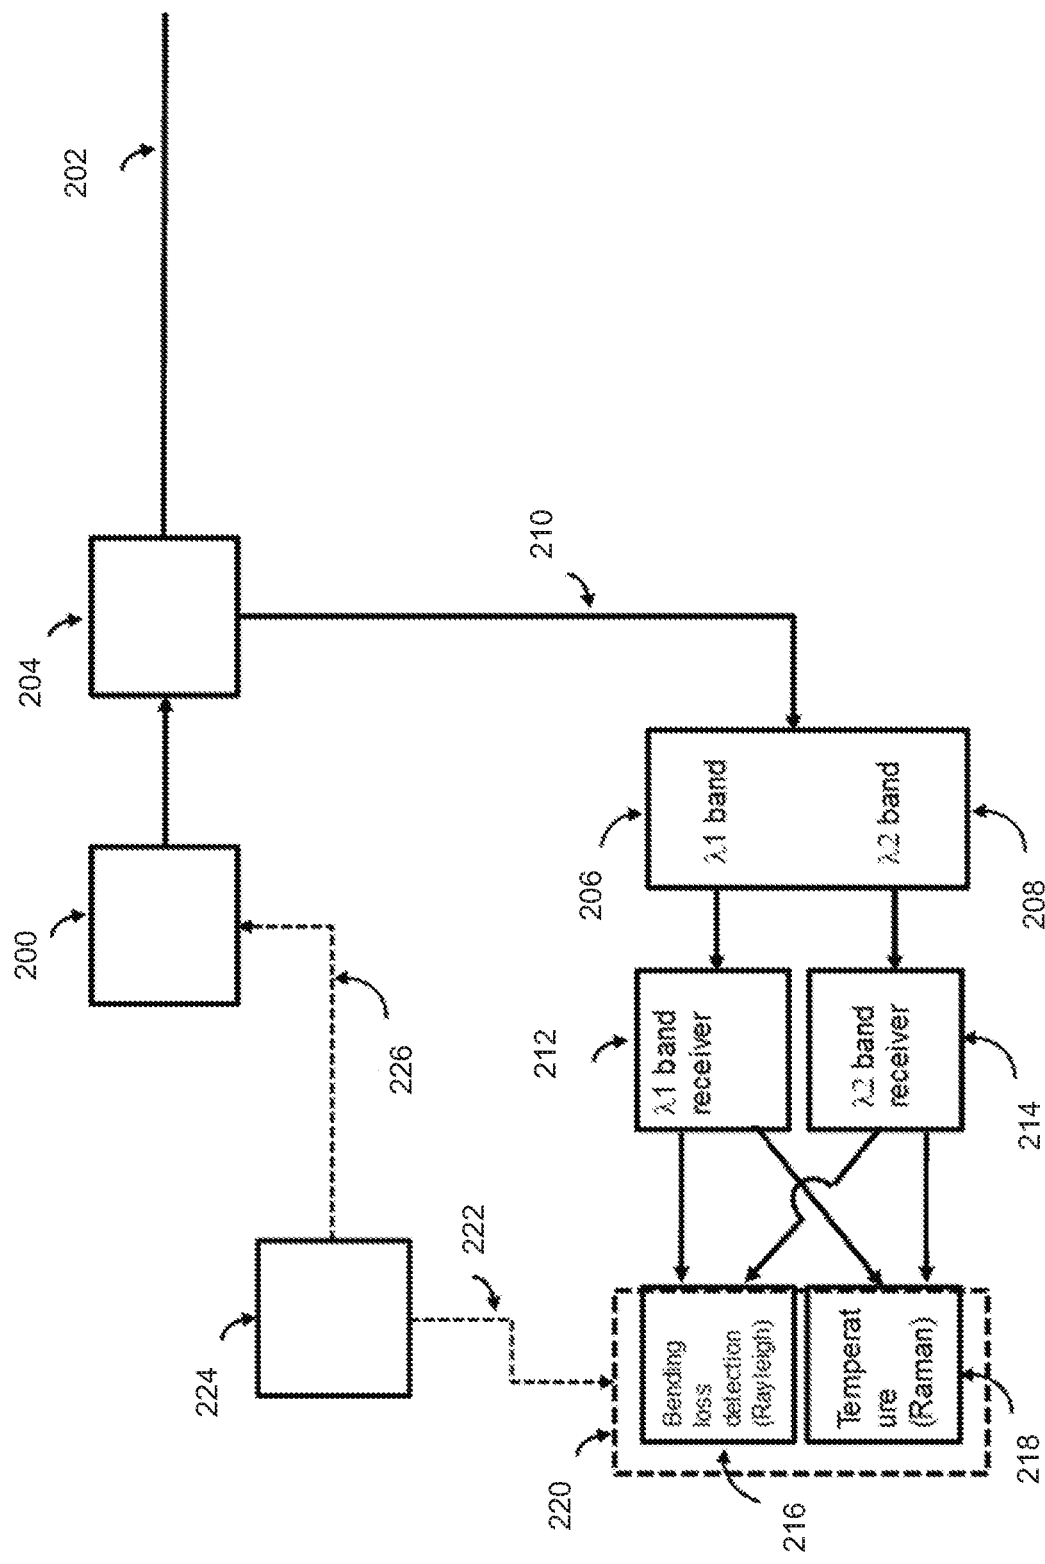 224
200
204
202
226
222
210
220
216
Bending
loss
detection
(Rayleigh)
212
λ1 band
receiver
206
λ1 band
Temperat
ure
(Raman)
218
λ2 band
receiver
214
λ2 band
208